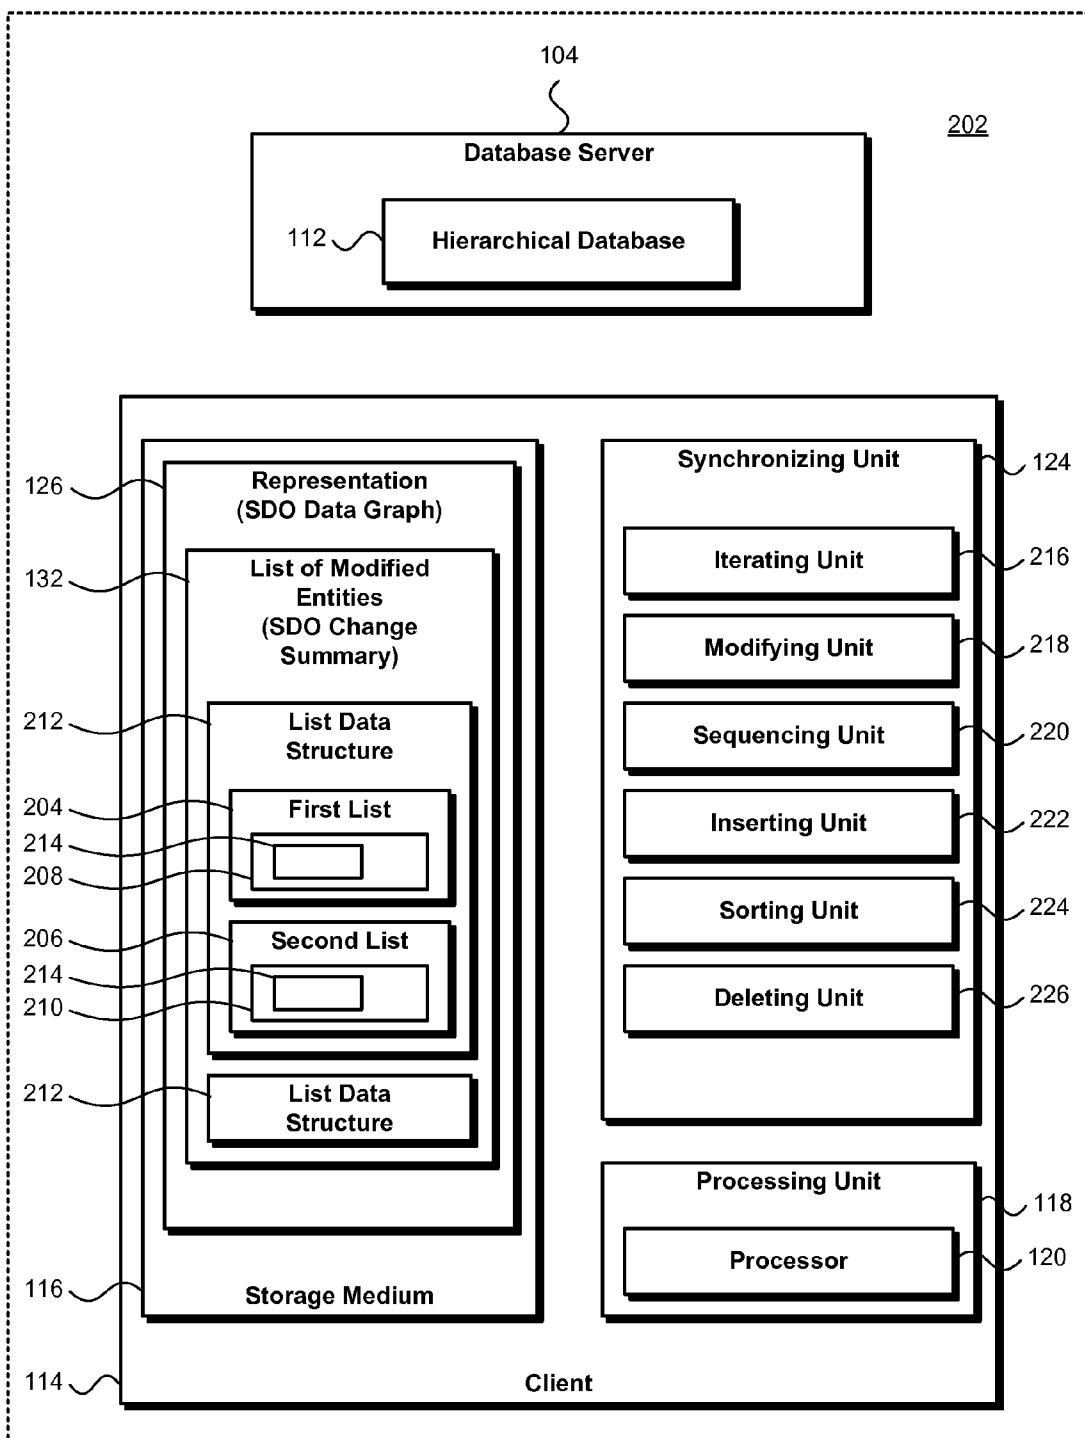 104
202
Database Server
112
Hierarchical Database
126
Representation
(SDO Data Graph)
132
List of Modified
Entities
(SDO Change
Summary)
212
List Data
Structure
204
First List
214
208
206
Second List
214
210
212
List Data
Structure
116
Storage Medium
Synchronizing Unit
124
Iterating Unit
216
Modifying Unit
218
Sequencing Unit
220
Inserting Unit
222
Sorting Unit
224
Deleting Unit
226
Processing Unit
118
Processor
120
114
Client